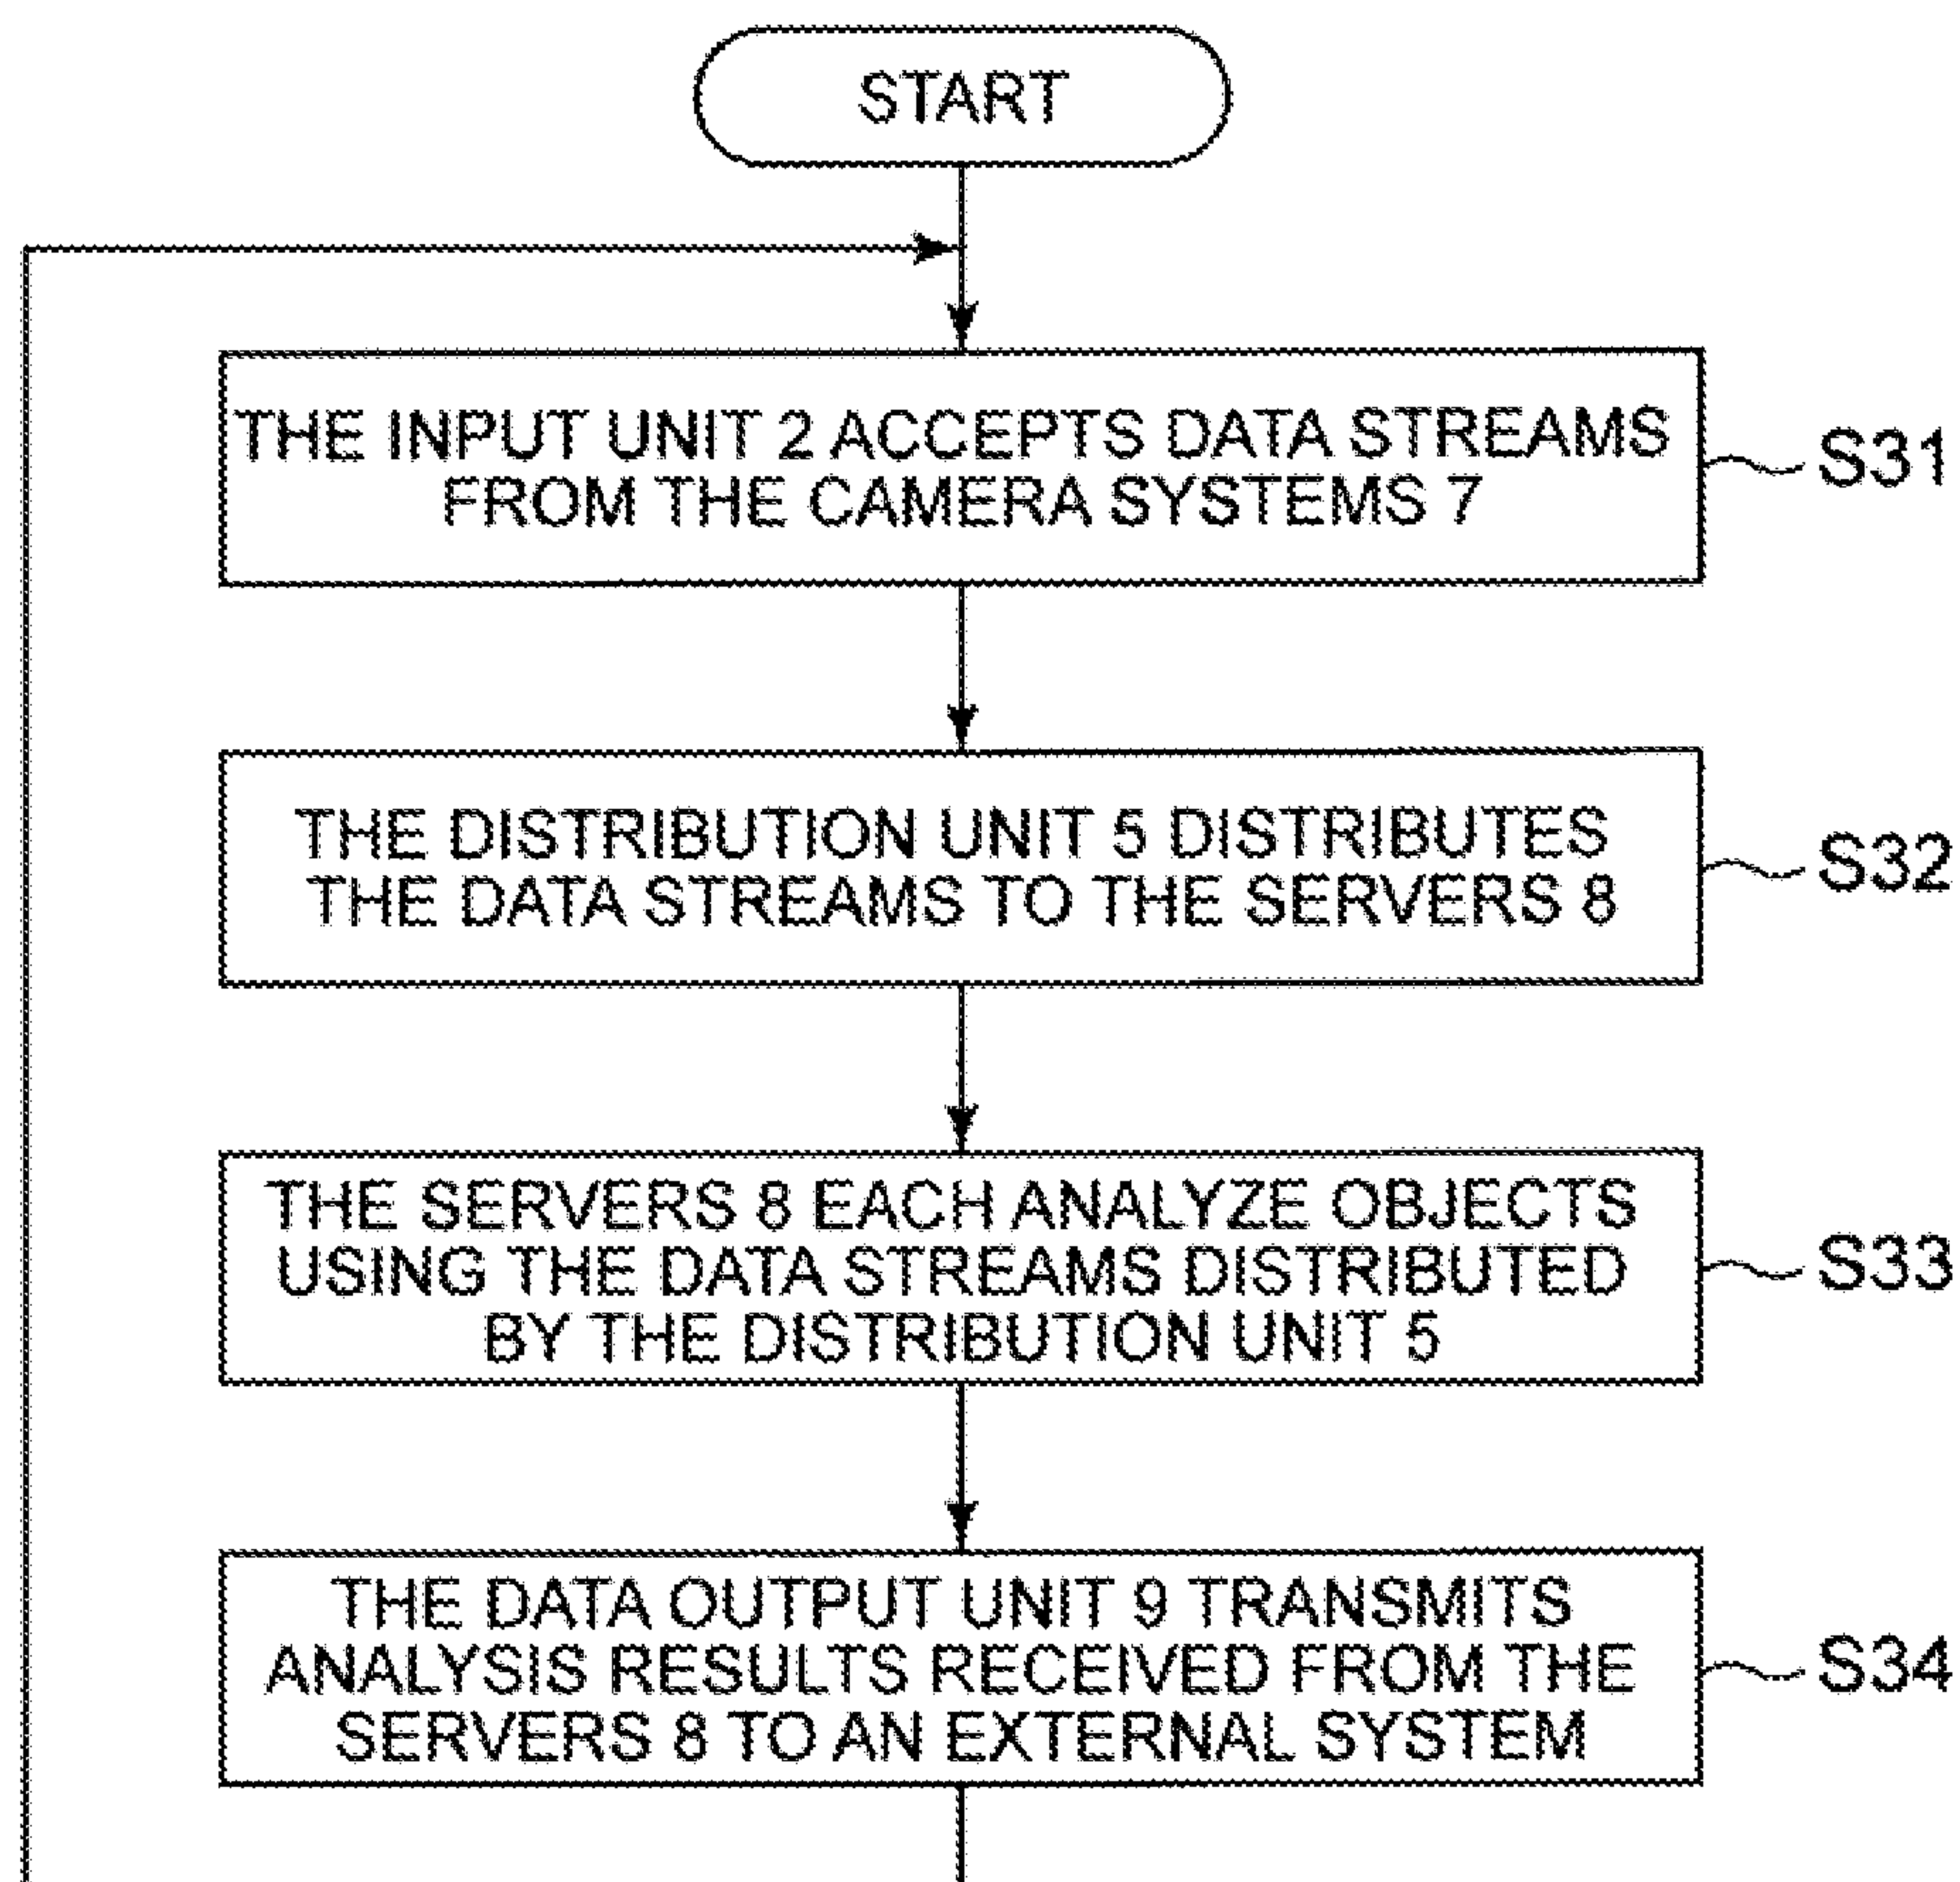 START
THE INPUT UNIT 2 ACCEPTS DATA STREAMS
FROM THE CAMERA SYSTEMS 7
S31
THE DISTRIBUTION UNIT 5 DISTRIBUTES
THE DATA STREAMS TO THE SERVERS 8
S32
THE SERVERS 8 EACH ANALYZE OBJECTS
USING THE DATA STREAMS DISTRIBUTED
BY THE DISTRIBUTION UNIT 5
S33
THE DATA OUTPUT UNIT 9 TRANSMITS
ANALYSIS RESULTS RECEIVED FROM THE
SERVERS 8 TO AN EXTERNAL SYSTEM
S34